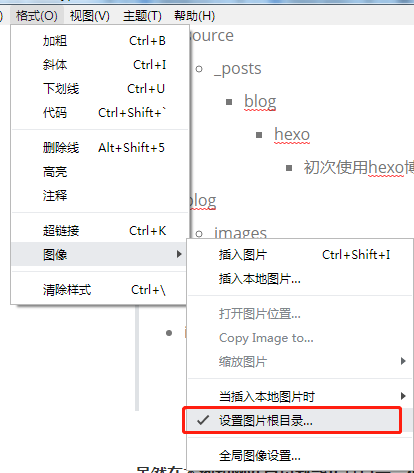 ) 格式(O) 视图(V) 主题(T) 帮助(H)
加粗 Ctrl+B
斜体 Ctrl+I
下划线 Ctrl+U
代码 Ctrl+Shift+`
删除线 Alt+Shift+5
高亮
注释
超链接 Ctrl+K
图像
清除样式 Ctrl+\
source
_posts
blog
hexo
初次使用hexo博
blog
images
插入图片 Ctrl+Shift+I
插入本地图片...
打开图片位置...
Copy Image to...
缩放图片
当插入本地图片时
设置图片根目录...
全局图像设置...